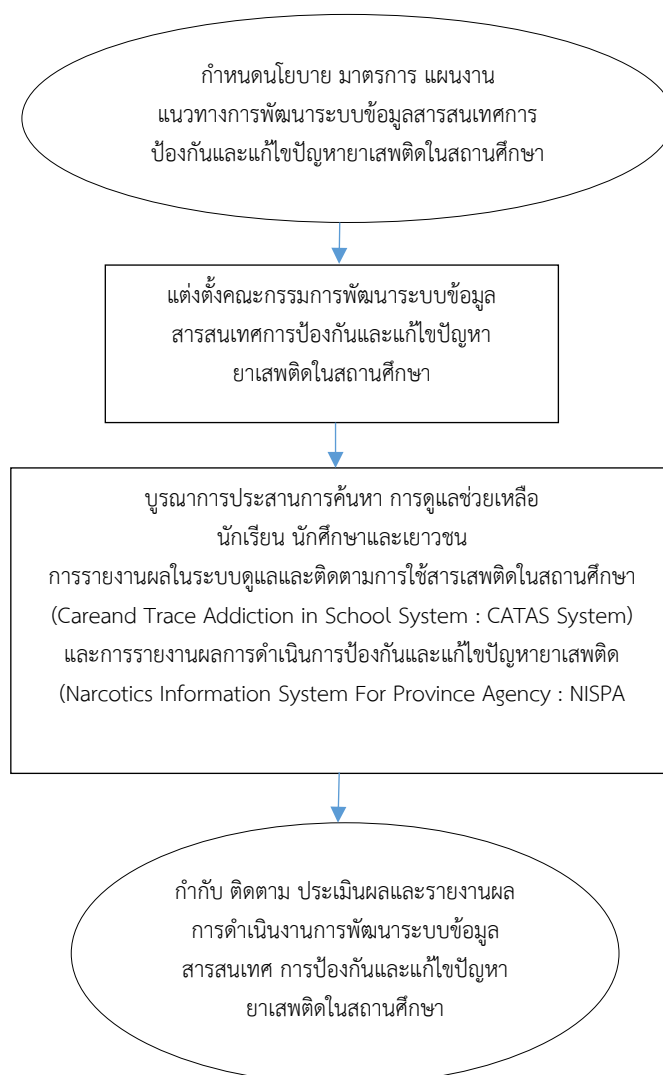 กำหนดนโยบาย มาตรการ แผนงาน
แนวทางการพัฒนาระบบข้อมูลสารสนเทศการ
ป้องกันและแก้ไขปัญหายาเสพติดในสถานศึกษา
แต่งตั้งคณะกรรมการพัฒนาระบบข้อมูล
สารสนเทศการป้องกันและแก้ไขปัญหา
ยาเสพติดในสถานศึกษา
บูรณาการประสานการค้นหา การดูแลช่วยเหลือ
นักเรียน นักศึกษาและเยาวชน
การรายงานผลในระบบดูแลและติดตามการใช้สารเสพติดในสถานศึกษา
(Careand Trace Addiction in School System : CATAS System)
และการรายงานผลการดำเนินการป้องกันและแก้ไขปัญหายาเสพติด
(Narcotics Information System For Province Agency : NISPA
กำกับ ติดตาม ประเมินผลและรายงานผล
การดำเนินงานการพัฒนาระบบข้อมูล
สารสนเทศ การป้องกันและแก้ไขปัญหา
ยาเสพติดในสถานศึกษา